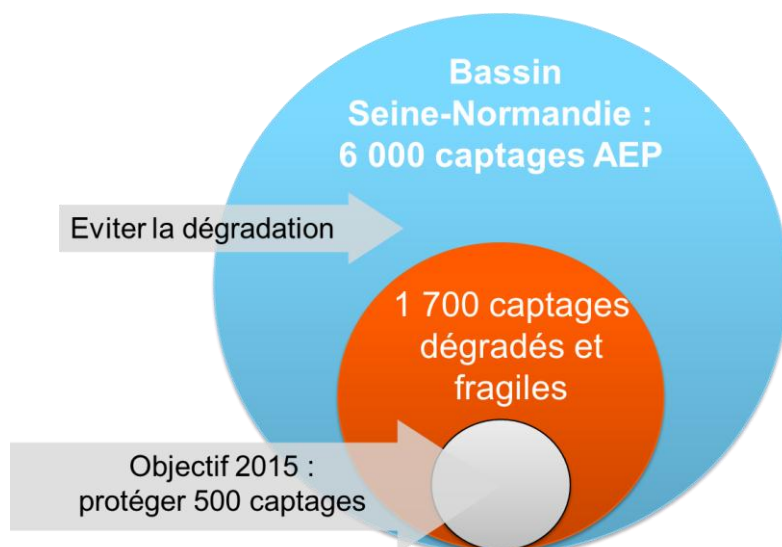 Bassin
Seine-Normandie :
6 000 captages AEP
Eviter la dégradation
1 700 captages
dégradés et
fragiles
Objectif 2015 :
protéger 500 captages